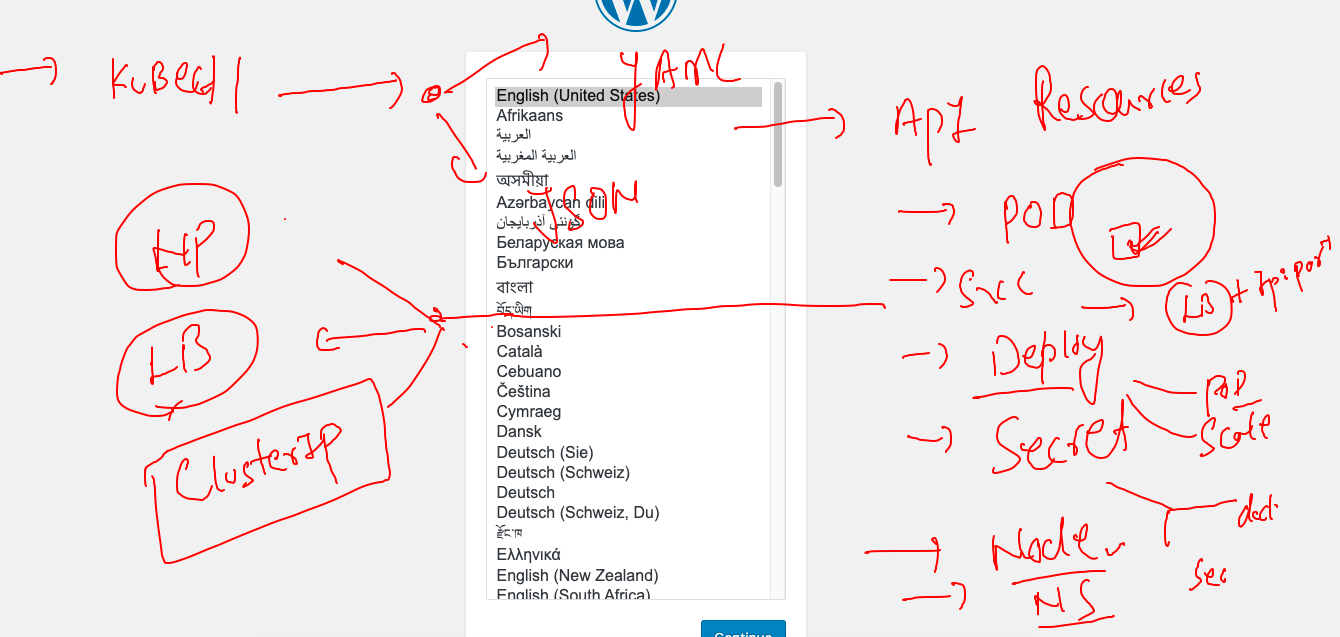 Kubectl
YAML
JSON
ApI Resources
POD
Svc
LB
+ Ip:port
Deploy
POD
Scale
Secret
Node
NS
NP
LB
ClusterIP
English (United States)
Afrikaans
العربية
العربية المغربية
অসমীয়া
Azərbaycan dili
گؤنئی آذربایجان
Беларуская мова
Български
বাংলা
བོད་ཡིག
Bosanski
Català
Cebuano
Čeština
Cymraeg
Dansk
Deutsch (Sie)
Deutsch (Schweiz)
Deutsch
Deutsch (Schweiz, Du)
རྫོང་ཁ
Ελληνικά
English (New Zealand)
English (South Africa)
Continue